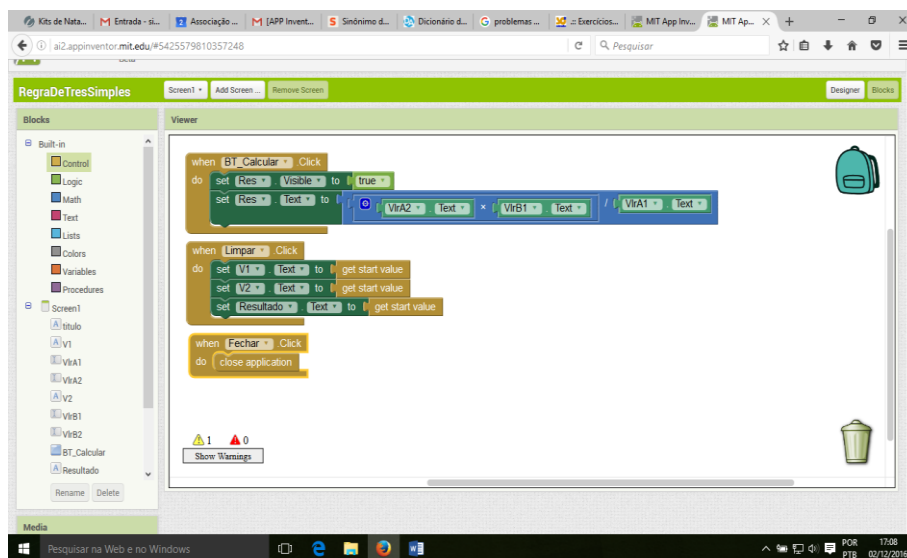 Kits de Nata... M Entrada - si... Associação ... M [APP Invent... S Sinônimo d... Dicionário d... G problemas ... .:: Exercícios... MIT App Inv... MIT Ap... × +
ai2.appinventor.mit.edu/#5425579810357248 Pesquisar
RegraDeTresSimples Screen1 Add Screen ... Remove Screen Designer Blocks
Blocks Viewer
Built-in
Control
Logic
Math
Text
Lists
Colors
Variables
Procedures
Screen1
titulo
V1
VlrA1
VlrA2
V2
VlrB1
VlrB2
BT_Calcular
Resultado
Rename Delete
Media
when BT_Calcular .Click
do set Res . Visible to true
set Res . Text to VlrA2 . Text × VlrB1 . Text / VlrA1 . Text
when Limpar .Click
do set V1 . Text to get start value
set V2 . Text to get start value
set Resultado . Text to get start value
when Fechar .Click
do close application
1 0
Show Warnings
Pesquisar na Web e no Windows
POR 17:08
PTB 02/12/2016